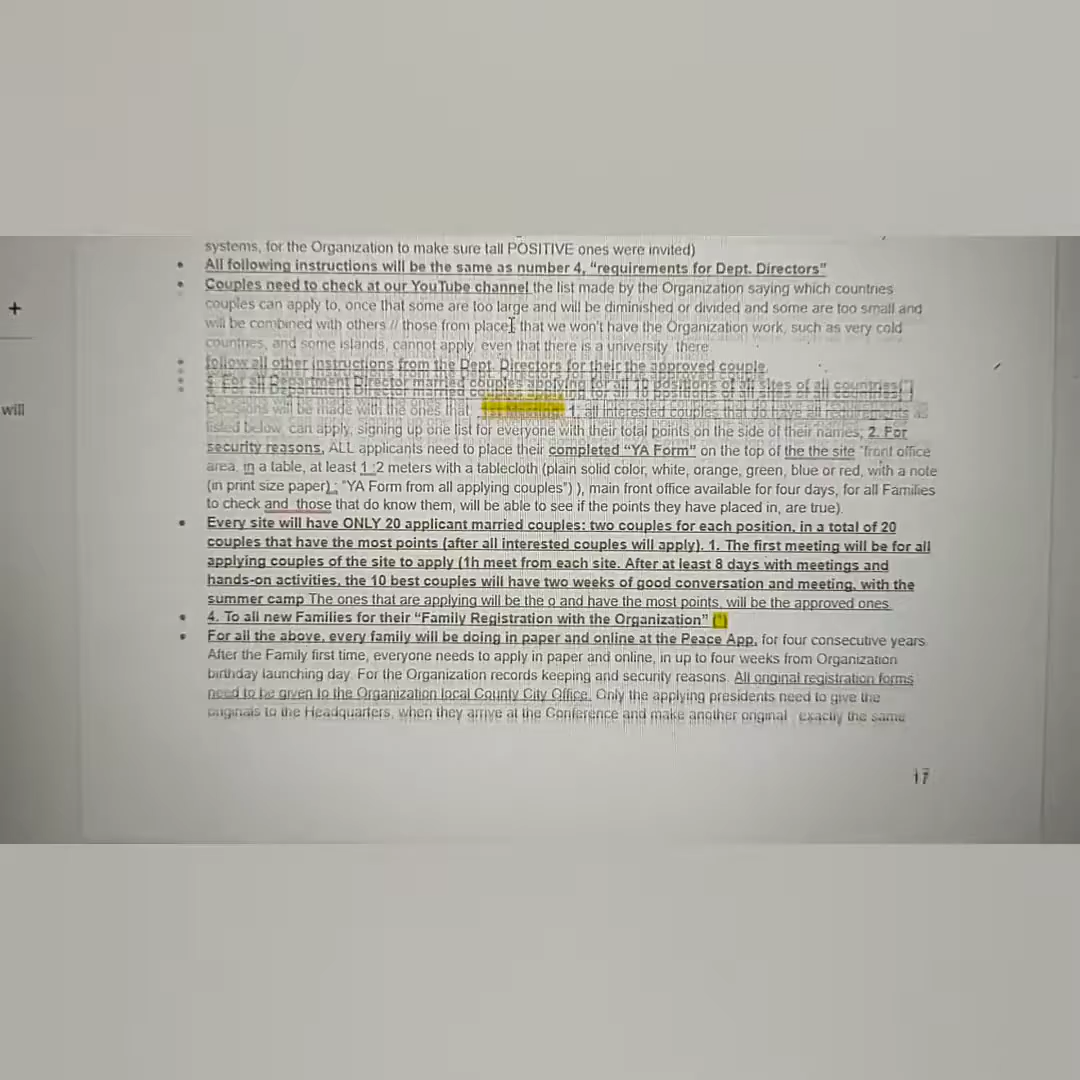 systems, for the Organization to make sure tall POSITIVE ones were invited)
All following instructions will be the same as number 4, "requirements for Dept. Directors"
Couples need to check at our YouTube channel the list made by the Organization saying which countries
+
couples can apply to, once that some are too large and will be diminished or divided and some are too small and
will be combined with others // those from place, that we won't have the Organization work, such as very cold
countries, and some islands, cannot apply, even that there is a university there
follow all other instructions from the Dept. Directors for their the approved couple.
5. For all Department Director married couples applying for all 10 positions of all sites of all countries(*)
will
Decisions will be made with the ones that 1. all interested couples that do have all requirements as
listed below, can apply, signing up one list for everyone with their total points on the side of their names; 2. For
security reasons, ALL applicants need to place their completed "YA Form" on the top of the the site "front office
area, in a table, at least 1 :2 meters with a tablecloth (plain solid color, white, orange, green, blue or red, with a note
(in print size paper) ; "YA Form from all applying couples") ), main front office available for four days, for all Families
to check and those that do know them, will be able to see if the points they have placed in, are true).
Every site will have ONLY 20 applicant married couples: two couples for each position, in a total of 20
couples that have the most points (after all interested couples will apply). 1. The first meeting will be for all
applying couples of the site to apply (1h meet from each site. After at least 8 days with meetings and
hands-on activities, the 10 best couples will have two weeks of good conversation and meeting, with the
summer camp The ones that are applying will be the o and have the most points, will be the approved ones.
4. To all new Families for their "Family Registration with the Organization" (*)
For all the above, every family will be doing in paper and online at the Peace App, for four consecutive years.
After the Family first time, everyone needs to apply in paper and online, in up to four weeks from Organization
birthday launching day. For the Organization records keeping and security reasons. All original registration forms
need to be given to the Organization local County City Office. Only the applying presidents need to give the
originals to the Headquarters, when they arrive at the Conference and make another original exactly the same
17